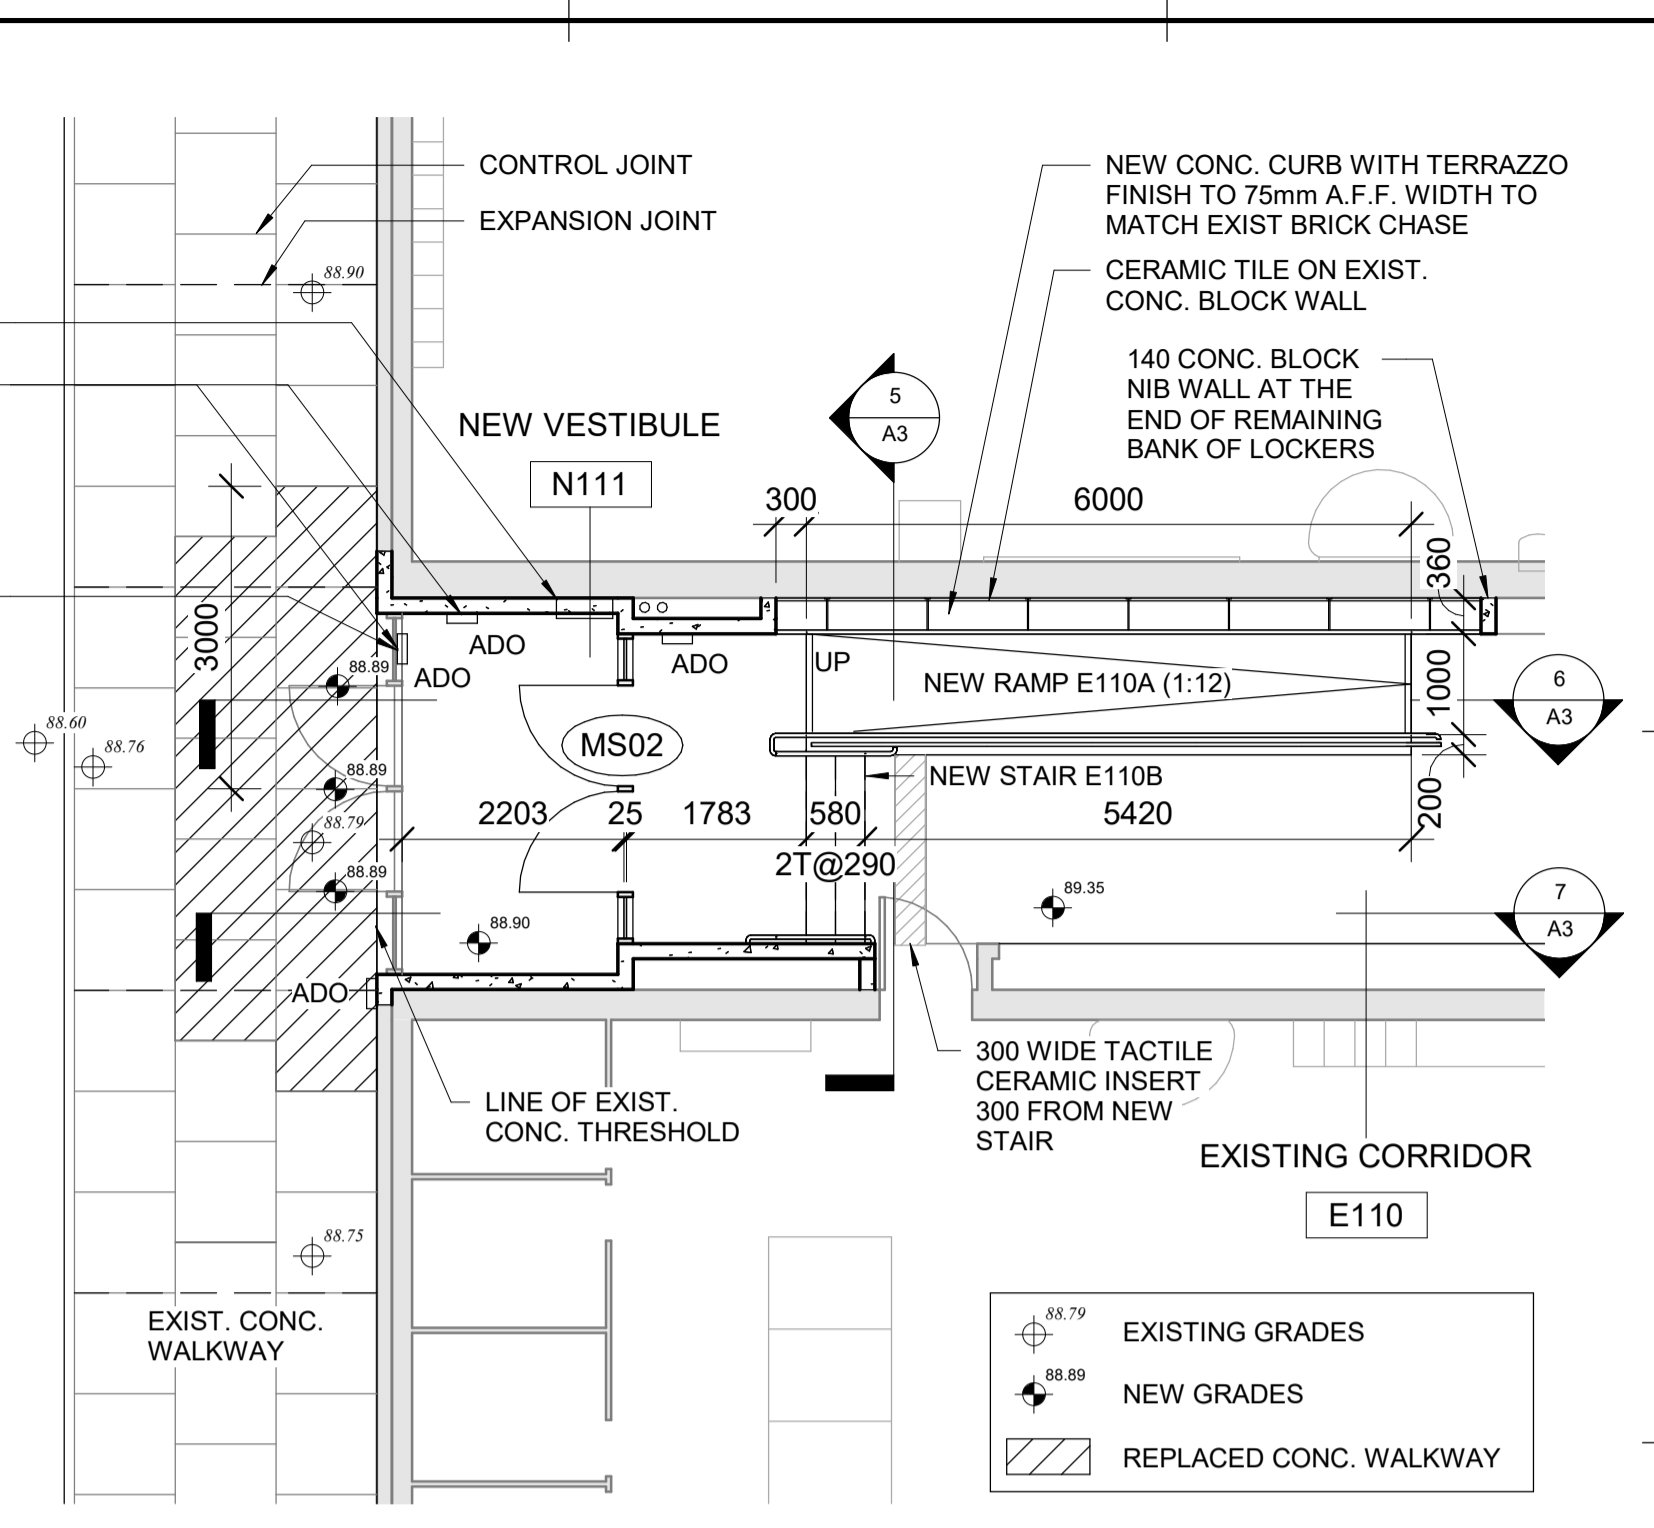 CONTROL JOINT
EXPANSION JOINT
88.90
NEW CONC. CURB WITH TERRAZZO
FINISH TO 75mm A.F.F. WIDTH TO
MATCH EXIST BRICK CHASE
CERAMIC TILE ON EXIST.
CONC. BLOCK WALL
140 CONC. BLOCK
NIB WALL AT THE
END OF REMAINING
BANK OF LOCKERS
5
A3
NEW VESTIBULE
N111
300
6000
360
3000
ADO
ADO
ADO
88.89
UP
NEW RAMP E110A (1:12)
1000
6
A3
88.60
88.76
MS02
88.89
NEW STAIR E110B
200
2203
25
1783
580
5420
88.79
2T@290
88.89
89.35
7
A3
88.90
ADO
300 WIDE TACTILE
CERAMIC INSERT
300 FROM NEW
STAIR
LINE OF EXIST.
CONC. THRESHOLD
EXISTING CORRIDOR
E110
88.75
EXIST. CONC.
WALKWAY
88.79
EXISTING GRADES
88.89
NEW GRADES
REPLACED CONC. WALKWAY